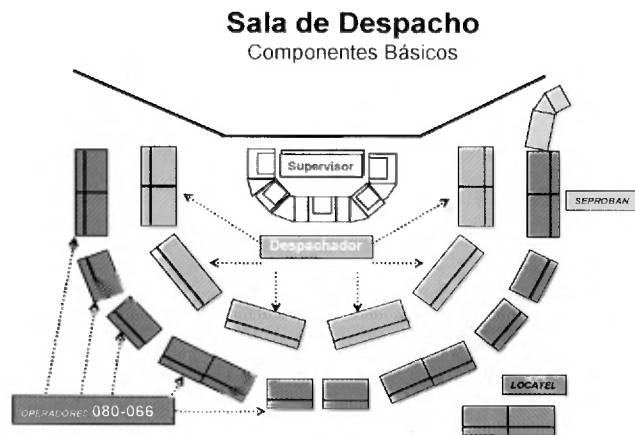 Sala de Despacho
Componentes Básicos
Supervisor
SEPROBAN
Despachador
LOCATEL
OPERADORES 080-066